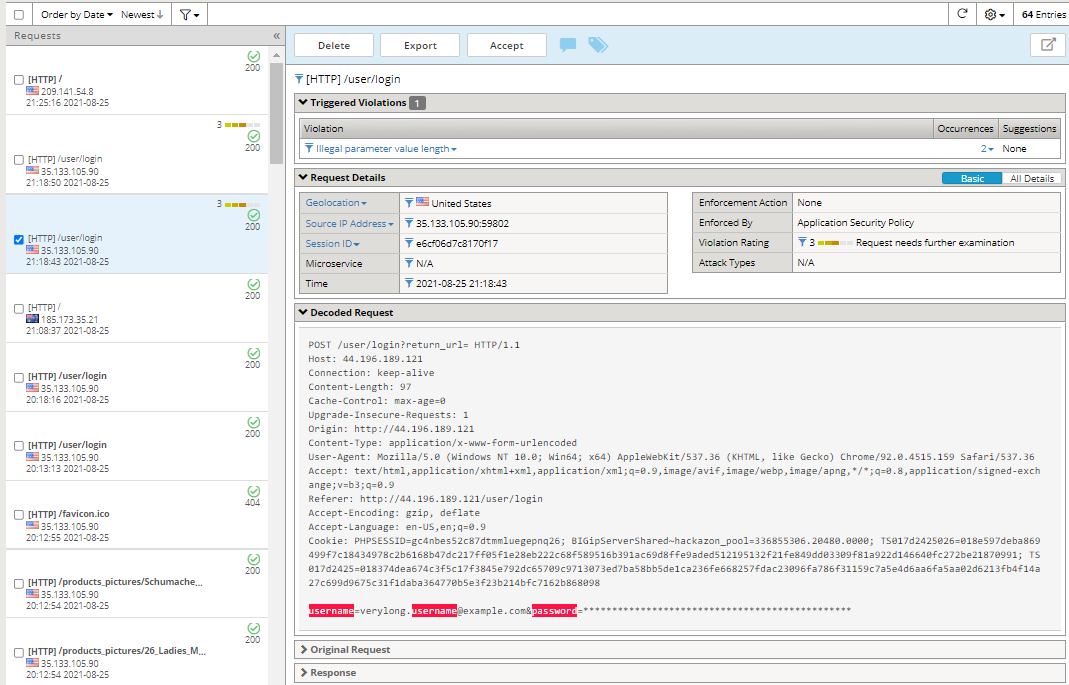 Order by Date Newest 64 Entries
Requests «
[HTTP] / 200
209.141.54.8
21:25:16 2021-08-25
3
[HTTP] /user/login 200
35.133.105.90
21:18:50 2021-08-25
3
[HTTP] /user/login 200
35.133.105.90
21:18:43 2021-08-25
[HTTP] / 200
185.173.35.21
21:08:37 2021-08-25
[HTTP] /user/login 200
35.133.105.90
20:18:16 2021-08-25
[HTTP] /user/login 200
35.133.105.90
20:13:13 2021-08-25
[HTTP] /favicon.ico 404
35.133.105.90
20:12:55 2021-08-25
[HTTP] /products_pictures/Schumache... 200
35.133.105.90
20:12:54 2021-08-25
[HTTP] /products_pictures/26_Ladies_M... 200
35.133.105.90
20:12:54 2021-08-25
Delete Export Accept
[HTTP] /user/login
Triggered Violations 1
Violation Occurrences Suggestions
Illegal parameter value length 2 None
Request Details Basic All Details
Geolocation United States
Source IP Address 35.133.105.90:59802
Session ID e6cf06d7c8170f17
Microservice N/A
Time 2021-08-25 21:18:43
Enforcement Action None
Enforced By Application Security Policy
Violation Rating 3 Request needs further examination
Attack Types N/A
Decoded Request
POST /user/login?return_url= HTTP/1.1
Host: 44.196.189.121
Connection: keep-alive
Content-Length: 97
Cache-Control: max-age=0
Upgrade-Insecure-Requests: 1
Origin: http://44.196.189.121
Content-Type: application/x-www-form-urlencoded
User-Agent: Mozilla/5.0 (Windows NT 10.0; Win64; x64) AppleWebKit/537.36 (KHTML, like Gecko) Chrome/92.0.4515.159 Safari/537.36
Accept: text/html,application/xhtml+xml,application/xml;q=0.9,image/avif,image/webp,image/apng,*/*;q=0.8,application/signed-exch
ange;v=b3;q=0.9
Referer: http://44.196.189.121/user/login
Accept-Encoding: gzip, deflate
Accept-Language: en-US,en;q=0.9
Cookie: PHPSESSID=gc4nbes52c87dtmmluegepnq26; BIGipServerShared~hackazon_pool=336855306.20480.0000; TS017d2425026=018e597deba869
499f7c18434978c2b6168b47dc217ff05f1e28eb222c68f589516b391ac69d8ffe9aded512195132f21fe849dd03309f81a922d146640fc272be21870991; TS
017d2425=018374dea674c3f5c17f3845e792dc65709c9713073ed7ba58bb5de1ca236fe668257fdac23096fa786f31159c7a5e4d6aa6fa5aa02d6213fb4f14a
27c699d9675c31f1daba364770b5e3f23b214bfc7162b868098
username=verylong.username@example.com&password=***********************************************
Original Request
Response